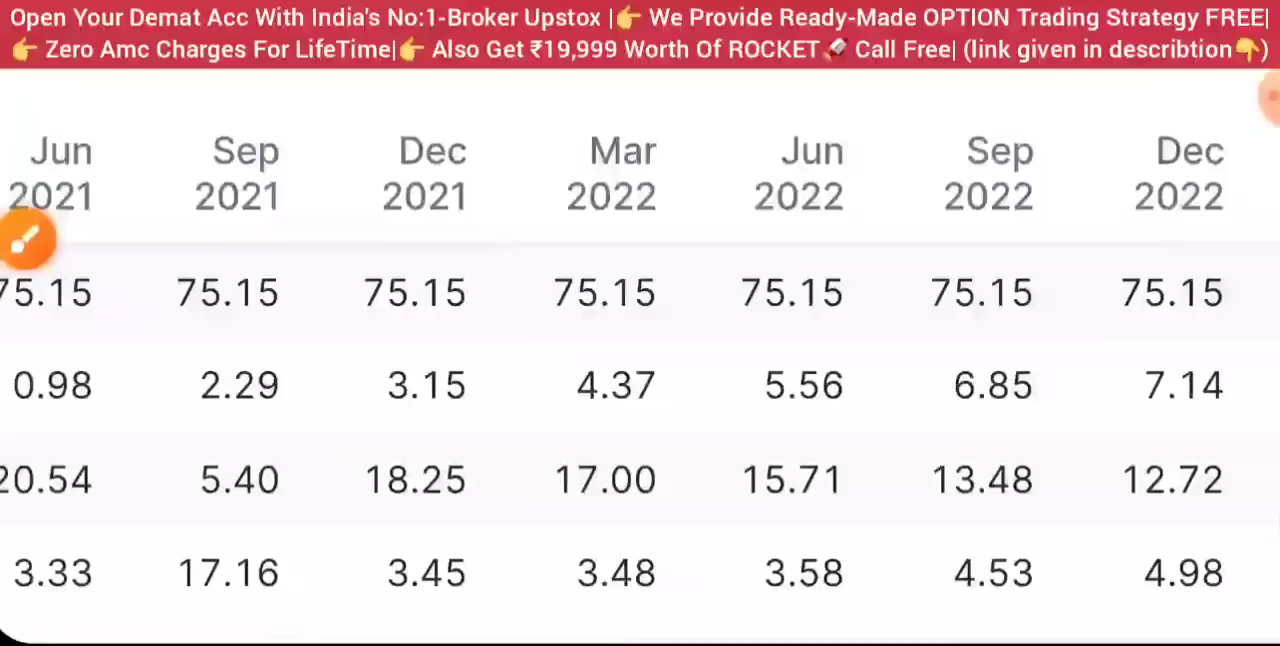 Open Your Demat Acc With India's No:1-Broker Upstox |👉 We Provide Ready-Made OPTION Trading Strategy FREE|
👉 Zero Amc Charges For LifeTime|👉 Also Get ₹19,999 Worth Of ROCKET🚀 Call Free| (link given in describtion👇)
Jun 2021 Sep 2021 Dec 2021 Mar 2022 Jun 2022 Sep 2022 Dec 2022
75.15 75.15 75.15 75.15 75.15 75.15 75.15
0.98 2.29 3.15 4.37 5.56 6.85 7.14
20.54 5.40 18.25 17.00 15.71 13.48 12.72
3.33 17.16 3.45 3.48 3.58 4.53 4.98